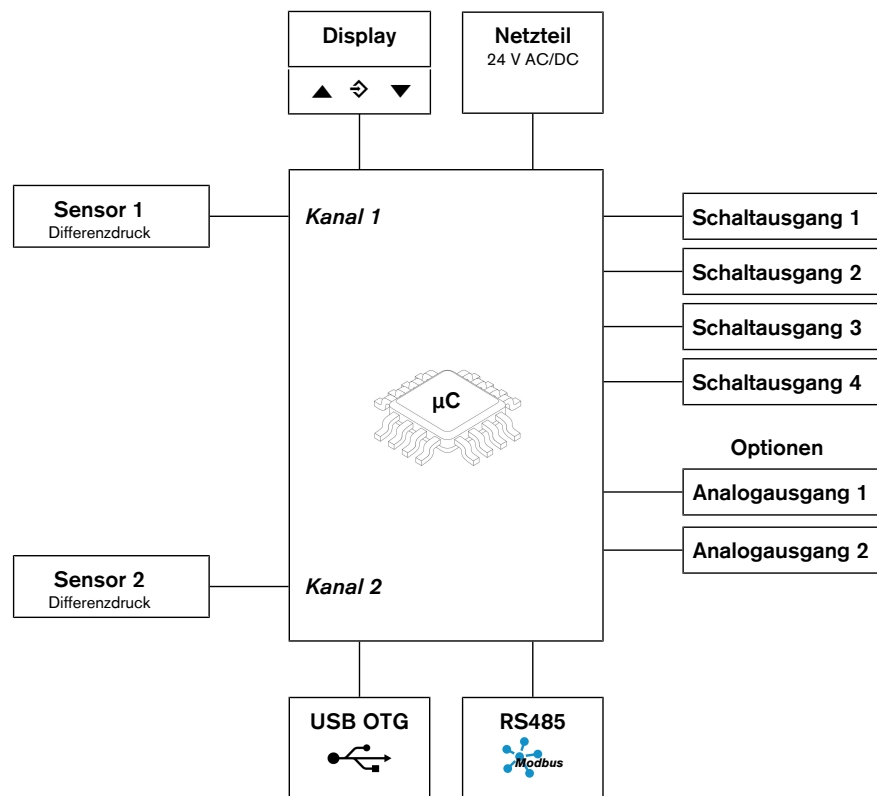 Display
Netzteil
24 V AC/DC
Sensor 1
Differenzdruck
Kanal 1
Schaltausgang 1
Schaltausgang 2
Schaltausgang 3
Schaltausgang 4
µC
Optionen
Analogausgang 1
Analogausgang 2
Sensor 2
Differenzdruck
Kanal 2
USB OTG
RS485
Modbus